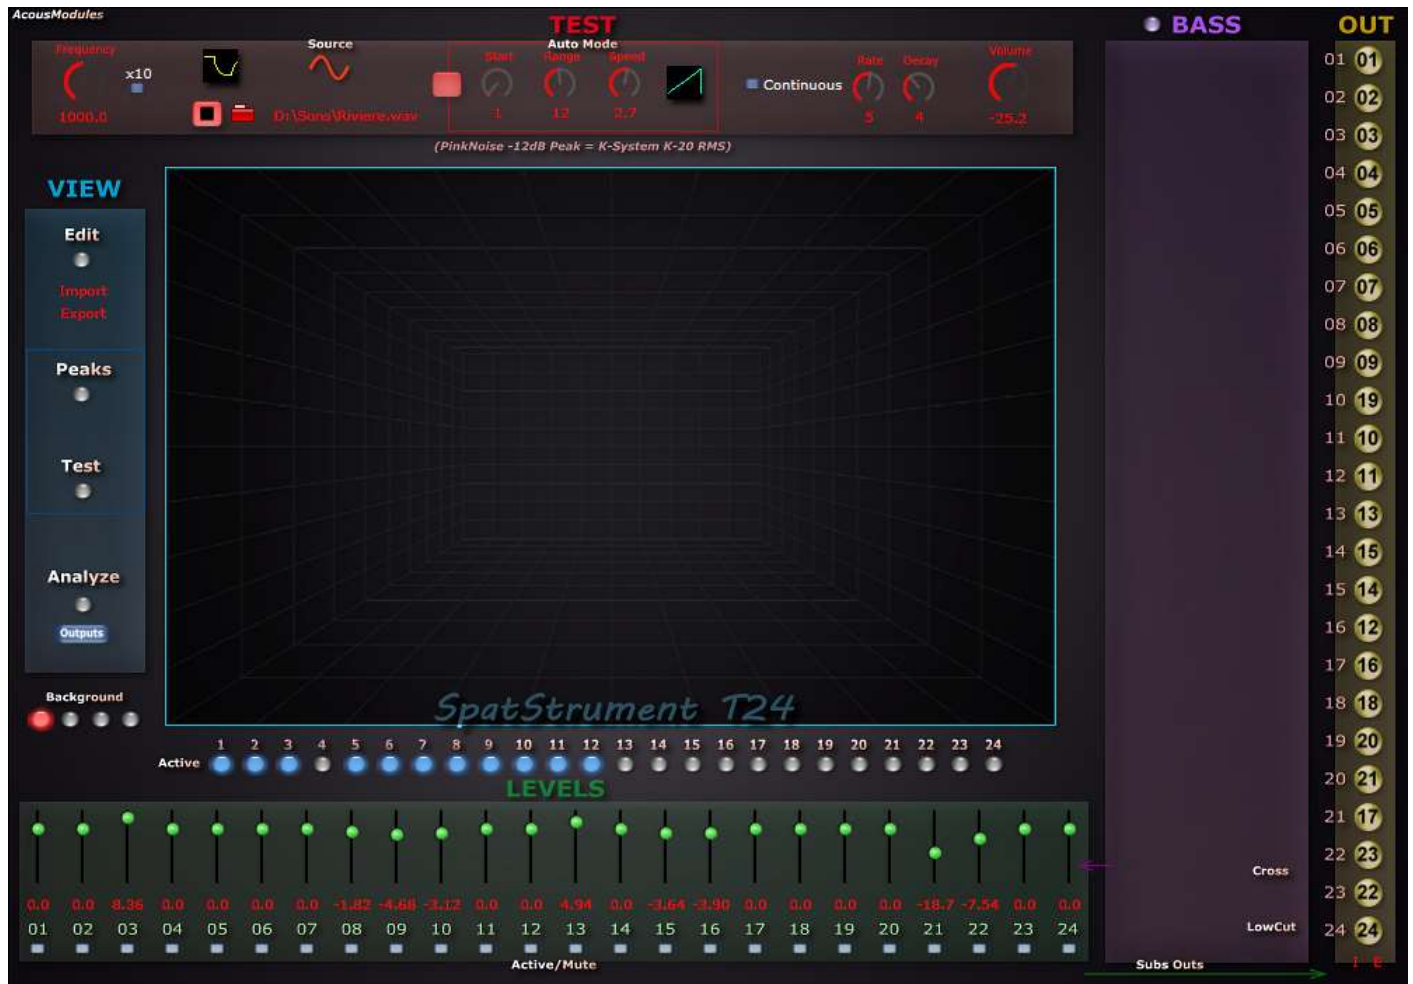 AcousModules
TEST
BASS
OUT
Frequency
x10
1000.0
Source
D:\Sons\Riviere.wav
Auto Mode
Start Range Speed
1 12 2.7
Continuous
Rate Decay
5 4
Volume
-25.2
(PinkNoise -12dB Peak = K-System K-20 RMS)
VIEW
Edit
Import
Export
Peaks
Test
Analyze
Outputs
Background
SpatStrument T24
1 2 3 4 5 6 7 8 9 10 11 12 13 14 15 16 17 18 19 20 21 22 23 24
Active
LEVELS
0.0 0.0 8.36 0.0 0.0 0.0 0.0 -1.82 -4.68 -3.12 0.0 0.0 4.94 0.0 -3.64 -3.90 0.0 0.0 0.0 0.0 -18.7 -7.54 0.0 0.0
01 02 03 04 05 06 07 08 09 10 11 12 13 14 15 16 17 18 19 20 21 22 23 24
Active/Mute
Cross
LowCut
Subs Outs
01 01
02 02
03 03
04 04
05 05
06 06
07 07
08 08
09 09
10 19
11 10
12 11
13 13
14 15
15 14
16 12
17 16
18 18
19 20
20 21
21 17
22 23
23 22
24 24
I E